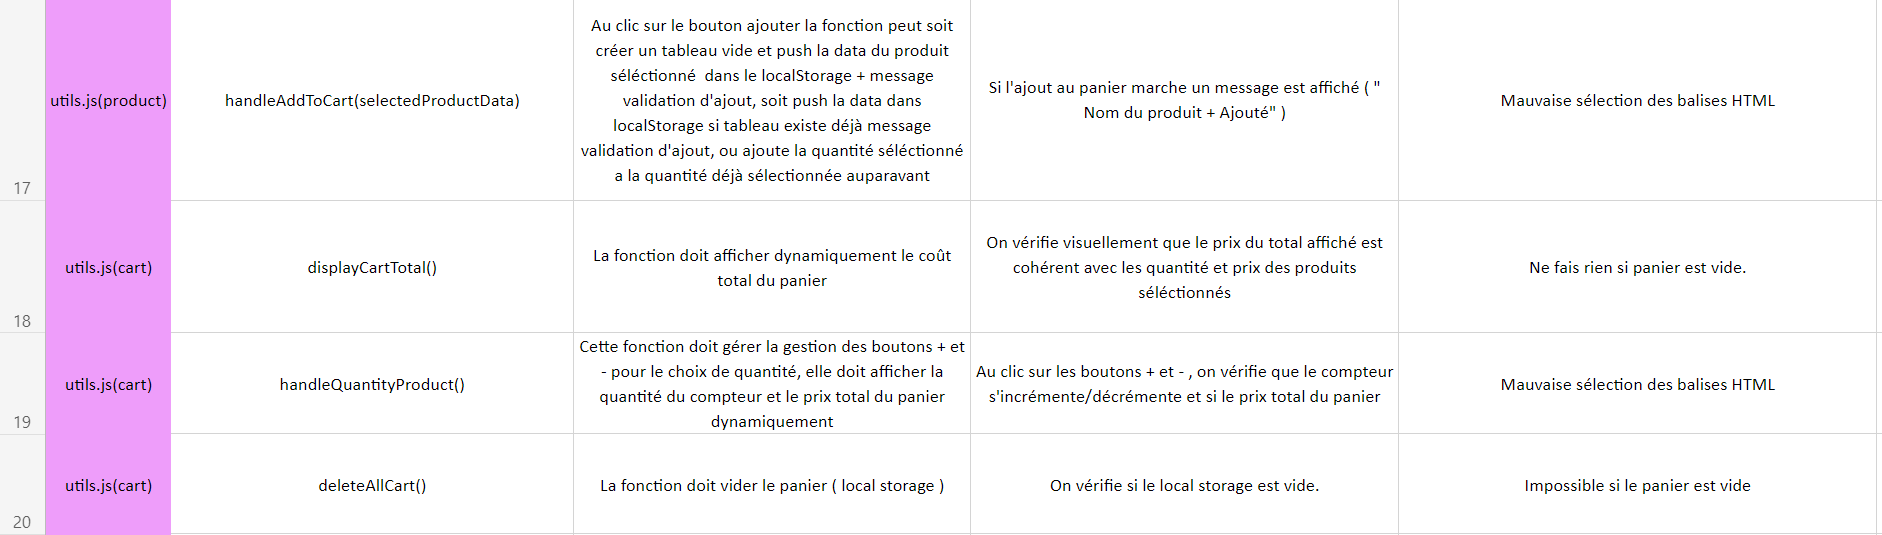 Au clic sur le bouton ajouter la fonction peut soit
créer un tableau vide et push la data du produit
séléctionné  dans le localStorage + message
validation d'ajout, soit push la data dans
localStorage si tableau existe déjà message
validation d'ajout, ou ajoute la quantité séléctionné
a la quantité déjà sélectionnée auparavant
utils.js(product)
handleAddToCart(selectedProductData)
Si l'ajout au panier marche un message est affiché ( "
Nom du produit + Ajouté" )
Mauvaise sélection des balises HTML
17
utils.js(cart)
displayCartTotal()
La fonction doit afficher dynamiquement le coût
total du panier
On vérifie visuellement que le prix du total affiché est
cohérent avec les quantité et prix des produits
séléctionnés
Ne fais rien si panier est vide.
18
utils.js(cart)
handleQuantityProduct()
Cette fonction doit gérer la gestion des boutons + et
- pour le choix de quantité, elle doit afficher la
quantité du compteur et le prix total du panier
dynamiquement
Au clic sur les boutons + et - , on vérifie que le compteur
s'incrémente/décrémente et si le prix total du panier
Mauvaise sélection des balises HTML
19
utils.js(cart)
deleteAllCart()
La fonction doit vider le panier ( local storage )
On vérifie si le local storage est vide.
Impossible si le panier est vide
20